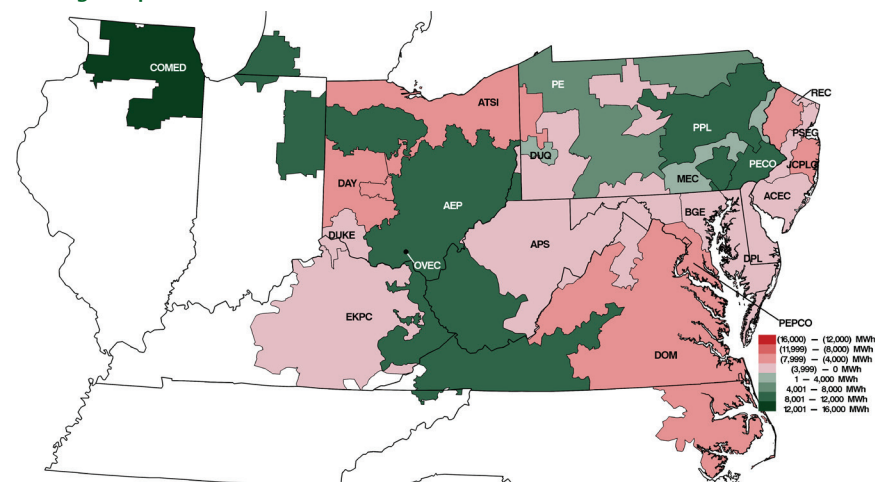 COMED
ATSI
PE
REC
PPL
PSEG
DUQ
PECO
JCPLC
DAY
MEC
ACEC
AEP
BGE
DUKE
APS
DPL
OVEC
EKPC
PEPCO
DOM
(16,000) – (12,000) MWh
(11,999) – (8,000) MWh
(7,999) – (4,000) MWh
(3,999) – 0 MWh
1 – 4,000 MWh
4,001 – 8,000 MWh
8,001 – 12,000 MWh
12,001 – 16,000 MWh